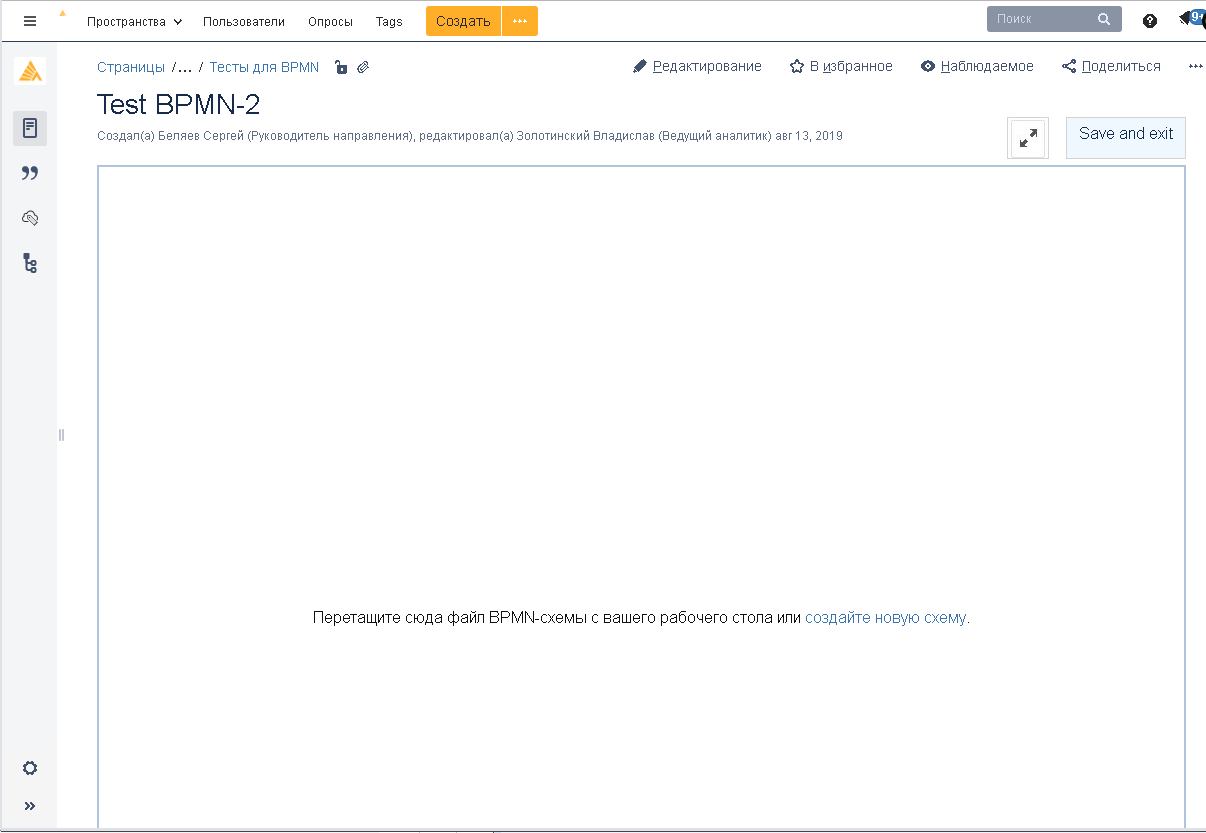 Пространства Пользователи Опросы Tags Создать ··· Поиск 9+
Страницы /... / Тесты для BPMN Редактирование В избранное Наблюдаемое Поделиться ···
Test BPMN-2
Создал(а) Беляев Сергей (Руководитель направления), редактировал(а) Золотинский Владислав (Ведущий аналитик) авг 13, 2019
Save and exit
Перетащите сюда файл BPMN-схемы с вашего рабочего стола или создайте новую схему.